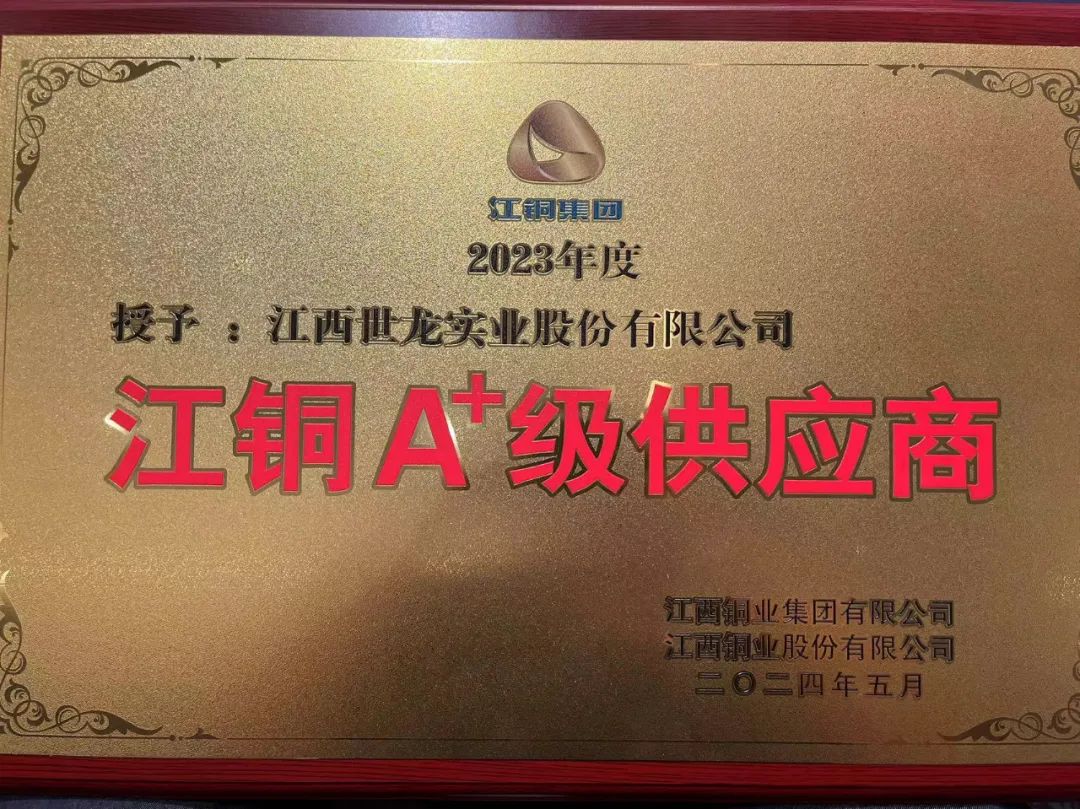 江铜集团
2023年度
授予 ：江西世龙实业股份有限公司
江铜A⁺级供应商
江西铜业集团有限公司
江西铜业股份有限公司
二〇二四年五月